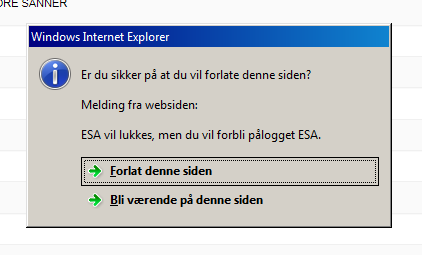 ORE SANNER
Windows Internet Explorer
Er du sikker på at du vil forlate denne siden?
Melding fra websiden:
ESA vil lukkes, men du vil forbli pålogget ESA.
Forlat denne siden
Bli værende på denne siden